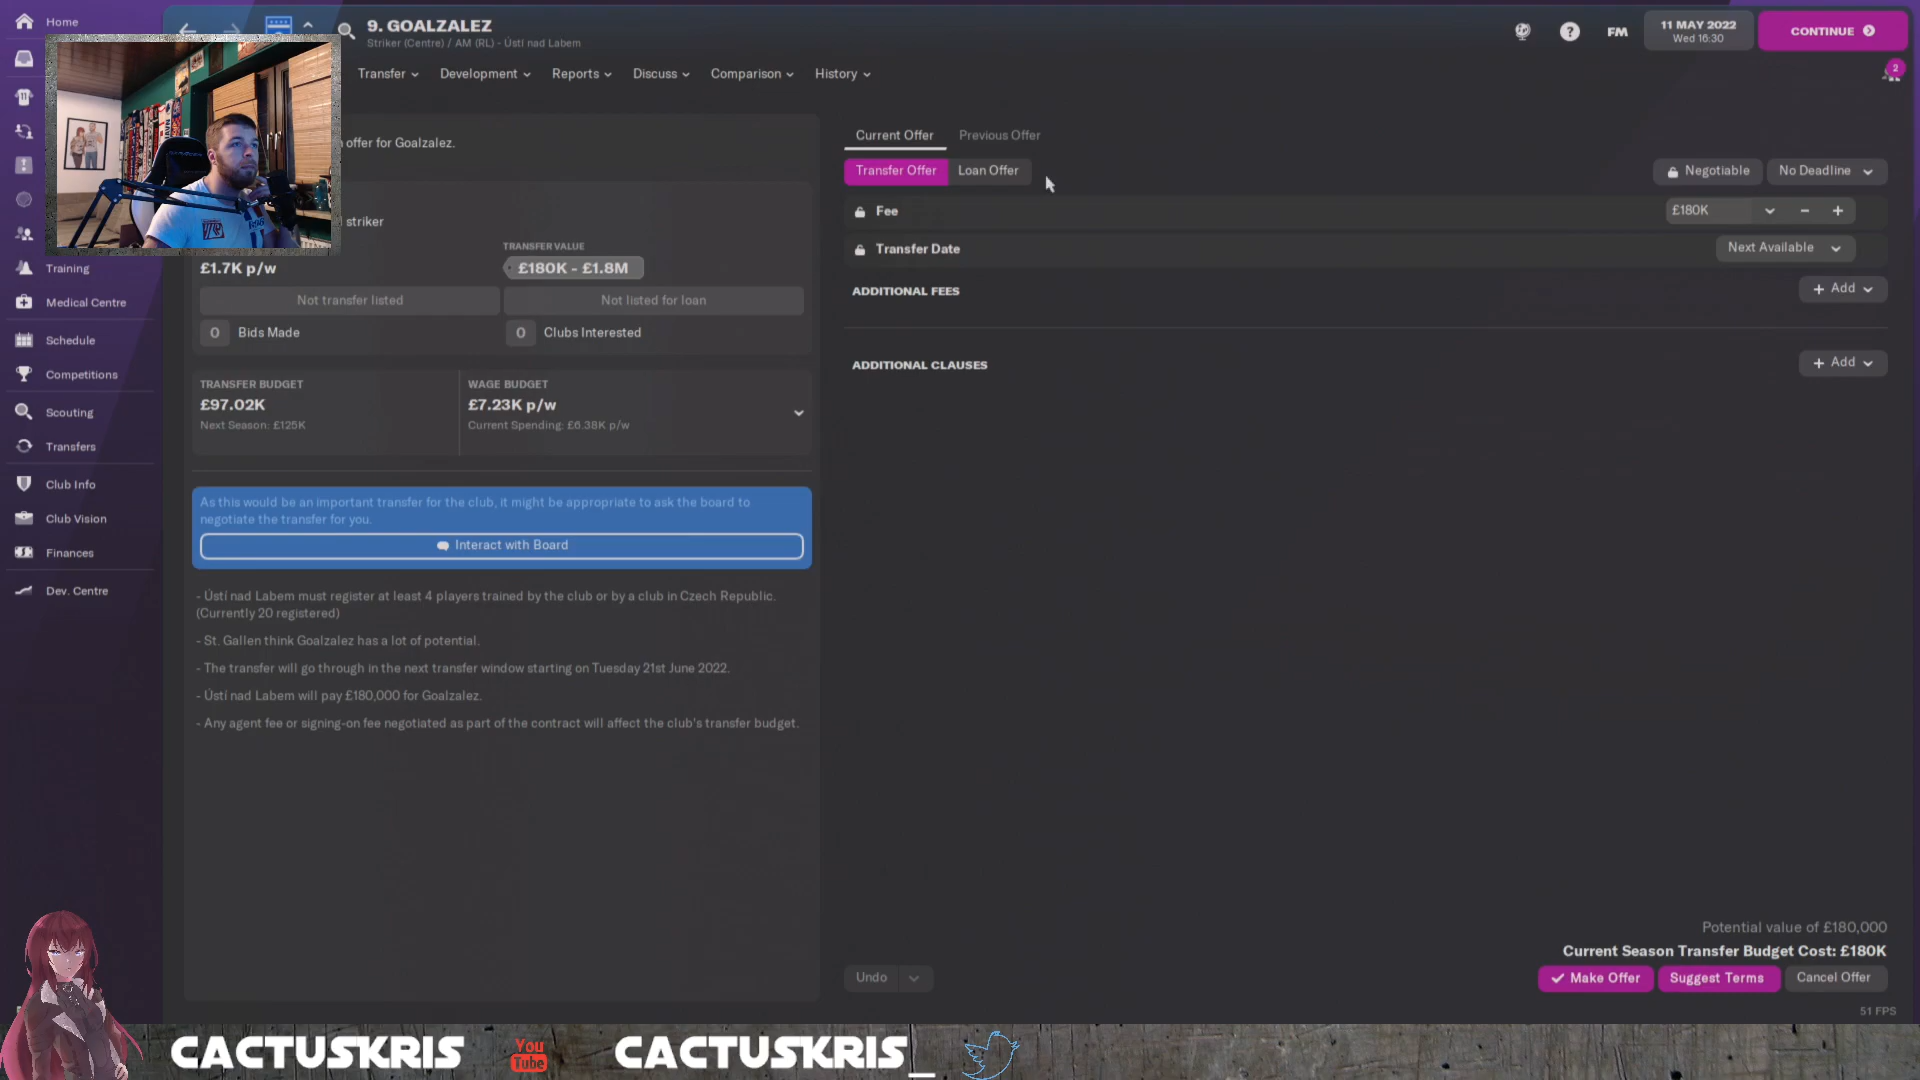 Home
9. GOALZALEZ
Striker (Centre) / AM (RL) - Ústí nad Labem
FM
11 MAY 2022
Wed 16:30
CONTINUE
2
Transfer
Development
Reports
Discuss
Comparison
History
offer for Goalzalez.
striker
£1.7K p/w
TRANSFER VALUE
£180K - £1.8M
Not transfer listed
Not listed for loan
0 Bids Made
0 Clubs Interested
TRANSFER BUDGET
£97.02K
Next Season: £125K
WAGE BUDGET
£7.23K p/w
Current Spending: £6.38K p/w
As this would be an important transfer for the club, it might be appropriate to ask the board to
negotiate the transfer for you.
Interact with Board
- Ústí nad Labem must register at least 4 players trained by the club or by a club in Czech Republic.
(Currently 20 registered)
- St. Gallen think Goalzalez has a lot of potential.
- The transfer will go through in the next transfer window starting on Tuesday 21st June 2022.
- Ústí nad Labem will pay £180,000 for Goalzalez.
- Any agent fee or signing-on fee negotiated as part of the contract will affect the club's transfer budget.
Training
Medical Centre
Schedule
Competitions
Scouting
Transfers
Club Info
Club Vision
Finances
Dev. Centre
Current Offer
Previous Offer
Transfer Offer
Loan Offer
Negotiable
No Deadline
Fee
£180K
Transfer Date
Next Available
ADDITIONAL FEES
+ Add
ADDITIONAL CLAUSES
+ Add
Potential value of £180,000
Current Season Transfer Budget Cost: £180K
Undo
Make Offer
Suggest Terms
Cancel Offer
51 FPS
CACTUSKRIS
You
Tube
CACTUSKRIS_